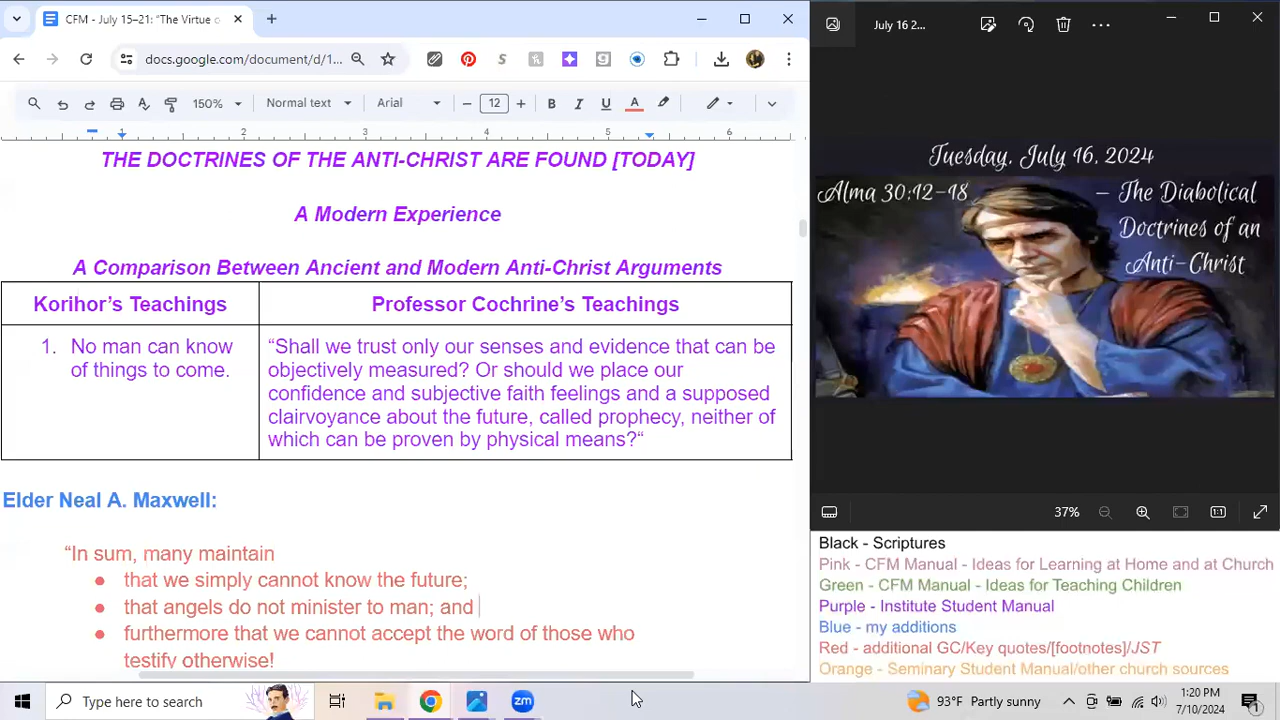 CFM - July 15–21: "The Virtue o
docs.google.com/document/d/1...
150%
Normal text
Arial
12
B
I
U
A
1
2
3
4
5
6
THE DOCTRINES OF THE ANTI-CHRIST ARE FOUND [TODAY]
A Modern Experience
A Comparison Between Ancient and Modern Anti-Christ Arguments
Korihor's Teachings
Professor Cochrine's Teachings
1. No man can know
of things to come.
"Shall we trust only our senses and evidence that can be
objectively measured? Or should we place our
confidence and subjective faith feelings and a supposed
clairvoyance about the future, called prophecy, neither of
which can be proven by physical means?"
Elder Neal A. Maxwell:
"In sum, many maintain
● that we simply cannot know the future;
● that angels do not minister to man; and
● furthermore that we cannot accept the word of those who
testify otherwise!
July 16 2...
Tuesday, July 16, 2024
Alma 30:12-18 – The Diabolical
Doctrines of an
Anti-Christ
37%
1:1
Black - Scriptures
Pink - CFM Manual - Ideas for Learning at Home and at Church
Green - CFM Manual - Ideas for Teaching Children
Purple - Institute Student Manual
Blue - my additions
Red - additional GC/Key quotes/[footnotes]/JST
Orange - Seminary Student Manual/other church sources
Type here to search
zm
93°F Partly sunny
1:20 PM
7/10/2024
1